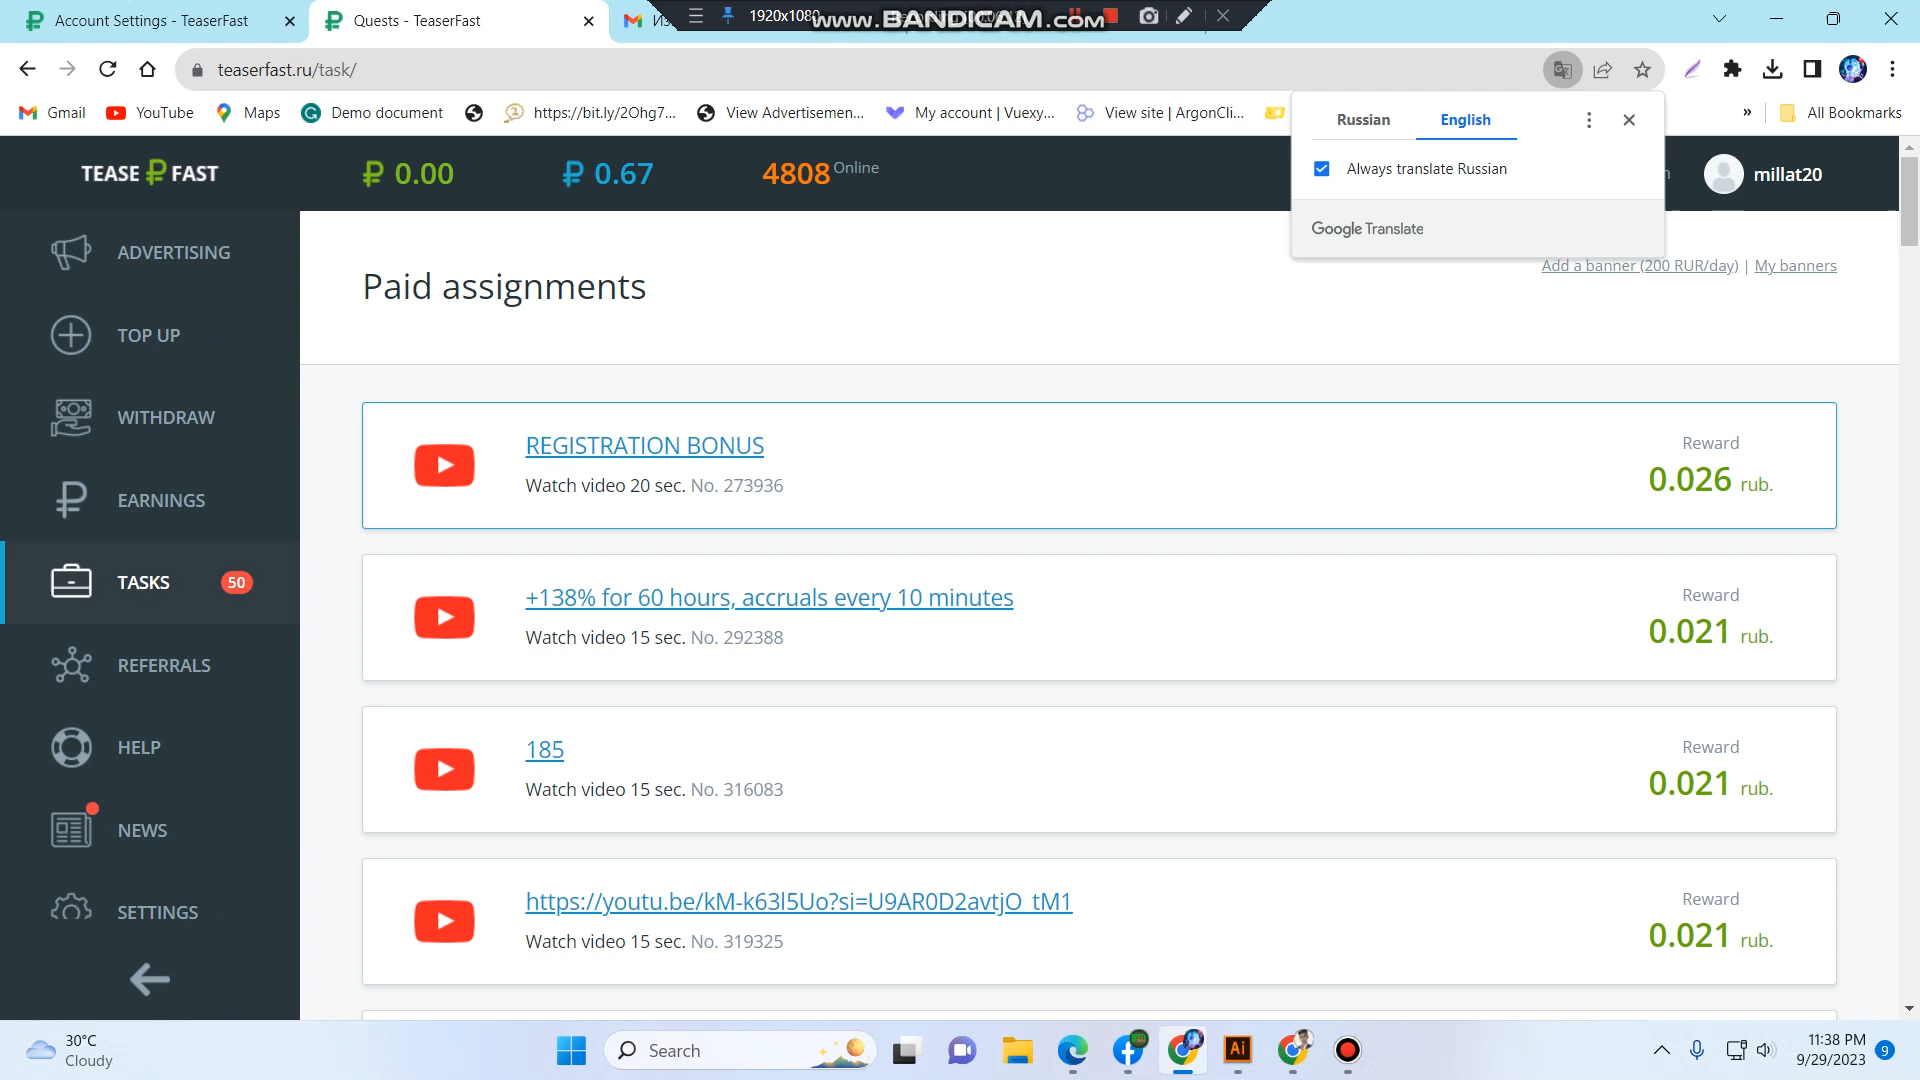 Account Settings - TeaserFast
Quests - TeaserFast
1920x1080
www.BANDICAM.com
teaserfast.ru/task/
Gmail
YouTube
Maps
Demo document
https://bit.ly/2Ohg7...
View Advertisemen...
My account | Vuexy...
View site | ArgonCli...
»
All Bookmarks
Russian
English
Always translate Russian
Google Translate
TEASE FAST
₽ 0.00
₽ 0.67
4808 Online
millat20
ADVERTISING
TOP UP
WITHDRAW
EARNINGS
TASKS 50
REFERRALS
HELP
NEWS
SETTINGS
Paid assignments
Add a banner (200 RUR/day) | My banners
REGISTRATION BONUS
Watch video 20 sec. No. 273936
Reward
0.026 rub.
+138% for 60 hours, accruals every 10 minutes
Watch video 15 sec. No. 292388
Reward
0.021 rub.
185
Watch video 15 sec. No. 316083
Reward
0.021 rub.
https://youtu.be/kM-k63l5Uo?si=U9AR0D2avtjO_tM1
Watch video 15 sec. No. 319325
Reward
0.021 rub.
30°C
Cloudy
Search
Ai
11:38 PM
9/29/2023
9